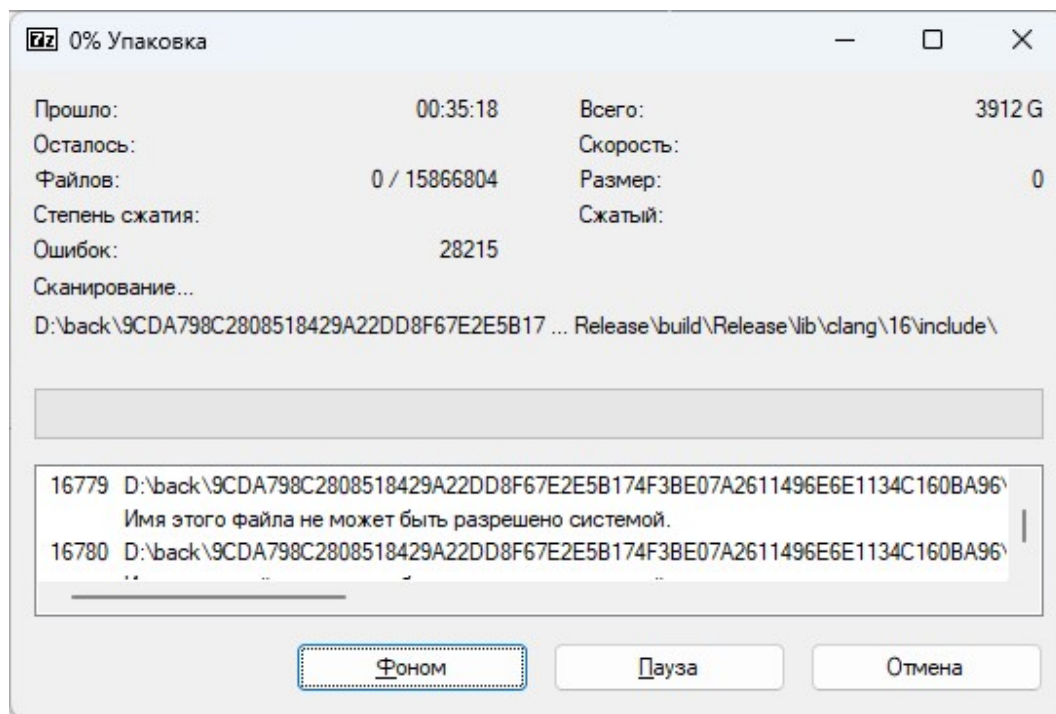 7z 0% Упаковка
Прошло: 00:35:18 Всего: 3912 G
Осталось: Скорость:
Файлов: 0 / 15866804 Размер: 0
Степень сжатия: Сжатый:
Ошибок: 28215
Сканирование...
D:\back\9CDA798C2808518429A22DD8F67E2E5B17 ... Release\build\Release\lib\clang\16\include\
16779 D:\back\9CDA798C2808518429A22DD8F67E2E5B174F3BE07A2611496E6E1134C160BA96\
Имя этого файла не может быть разрешено системой.
16780 D:\back\9CDA798C2808518429A22DD8F67E2E5B174F3BE07A2611496E6E1134C160BA96\
Фоном Пауза Отмена